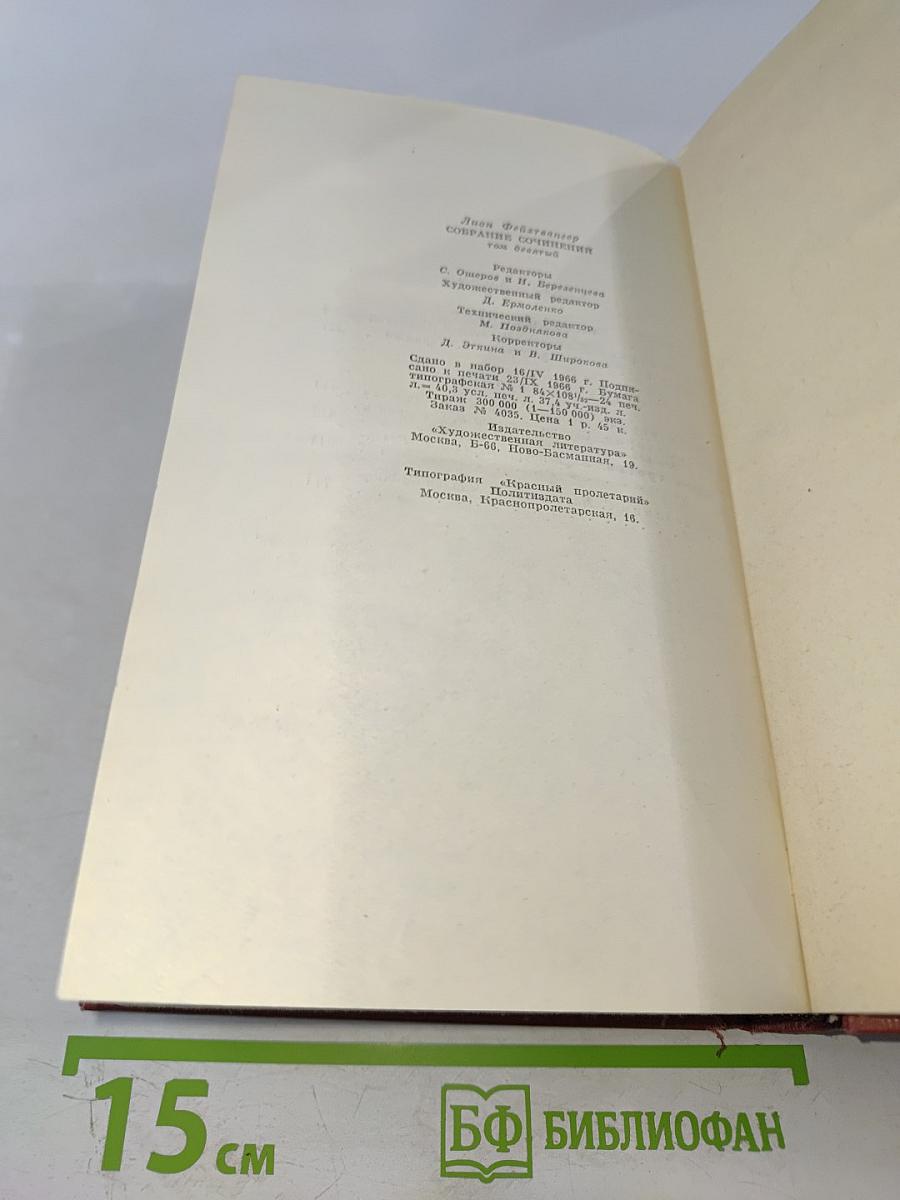 Лион Фейхтвангер
СОБРАНИЕ СОЧИНЕНИЙ
том десятый
Редакторы
С. Ошеров и Н. Березенцева
Художественный редактор
Д. Ермоленко
Технический редактор
М. Позднякова
Корректоры
Д. Эткина и В. Широкова
Сдано в набор 16/IV 1966 г. Подпи-
сано к печати 23/IX 1966 г. Бумага
типографская № 1 84×108¹/₃₂—24 печ.
л.= 40,3 усл. печ. л. 37,4 уч.-изд. л.
Тираж 300 000 (1—150 000) экз.
Заказ № 4035. Цена 1 р. 45 к.
Издательство
«Художественная литература»
Москва, Б-66, Ново-Басманная, 19.
Типография «Красный пролетарий»
Политиздата
Москва, Краснопролетарская, 16.
15 см
БФ БИБЛИОФАН